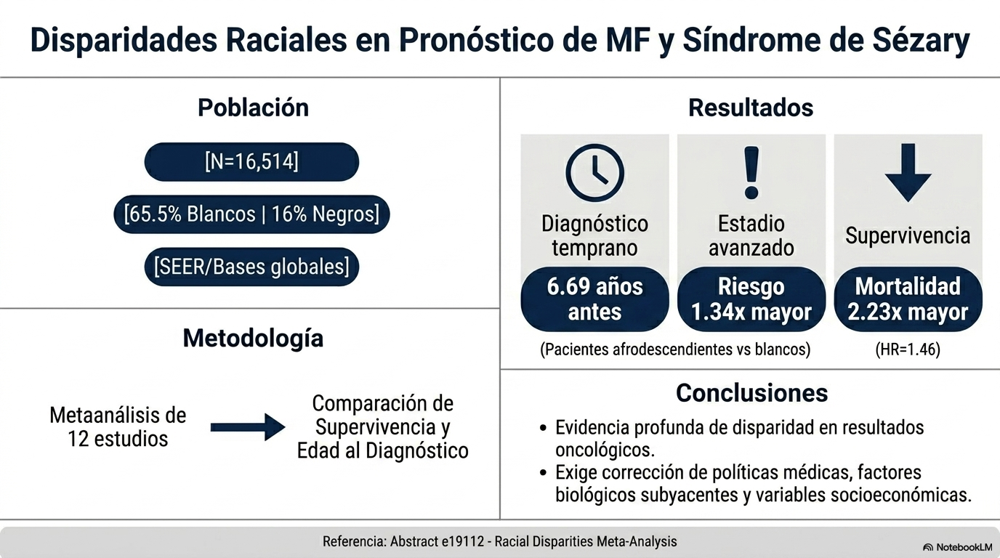 Disparidades Raciales en Pronóstico de MF y Síndrome de Sézary
Población
[N=16,514]
[65.5% Blancos | 16% Negros]
[SEER/Bases globales]
Metodología
Metaanálisis de
12 estudios
Comparación de
Supervivencia y
Edad al Diagnóstico
Resultados
Diagnóstico
temprano
6.69 años
antes
Estadio
avanzado
Riesgo
1.34x mayor
(Pacientes afrodescendientes vs blancos)
Supervivencia
Mortalidad
2.23x mayor
(HR=1.46)
Conclusiones
• Evidencia profunda de disparidad en resultados
oncológicos.
• Exige corrección de políticas médicas, factores
biológicos subyacentes y variables socioeconómicas.
Referencia: Abstract e19112 - Racial Disparities Meta-Analysis
NotebookLM